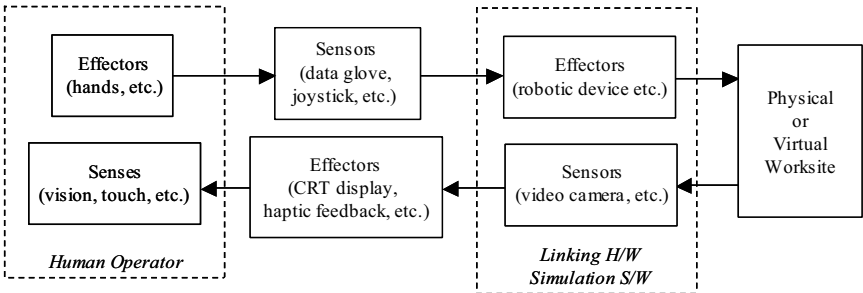 Effectors
(hands, etc.)
Sensors
(data glove,
joystick, etc.)
Effectors
(robotic device etc.)
Physical
or
Virtual
Worksite
Senses
(vision, touch, etc.)
Effectors
(CRT display,
haptic feedback, etc.)
Sensors
(video camera, etc.)
Human Operator
Linking H/W
Simulation S/W